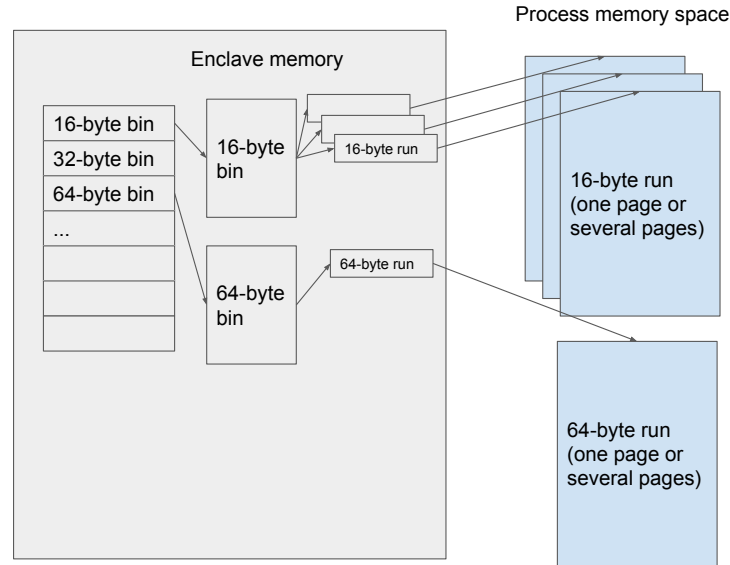 Process memory space
Enclave memory
16-byte bin
32-byte bin
64-byte bin
...
16-byte
bin
16-byte run
64-byte
bin
64-byte run
16-byte run
(one page or
several pages)
64-byte run
(one page or
several pages)